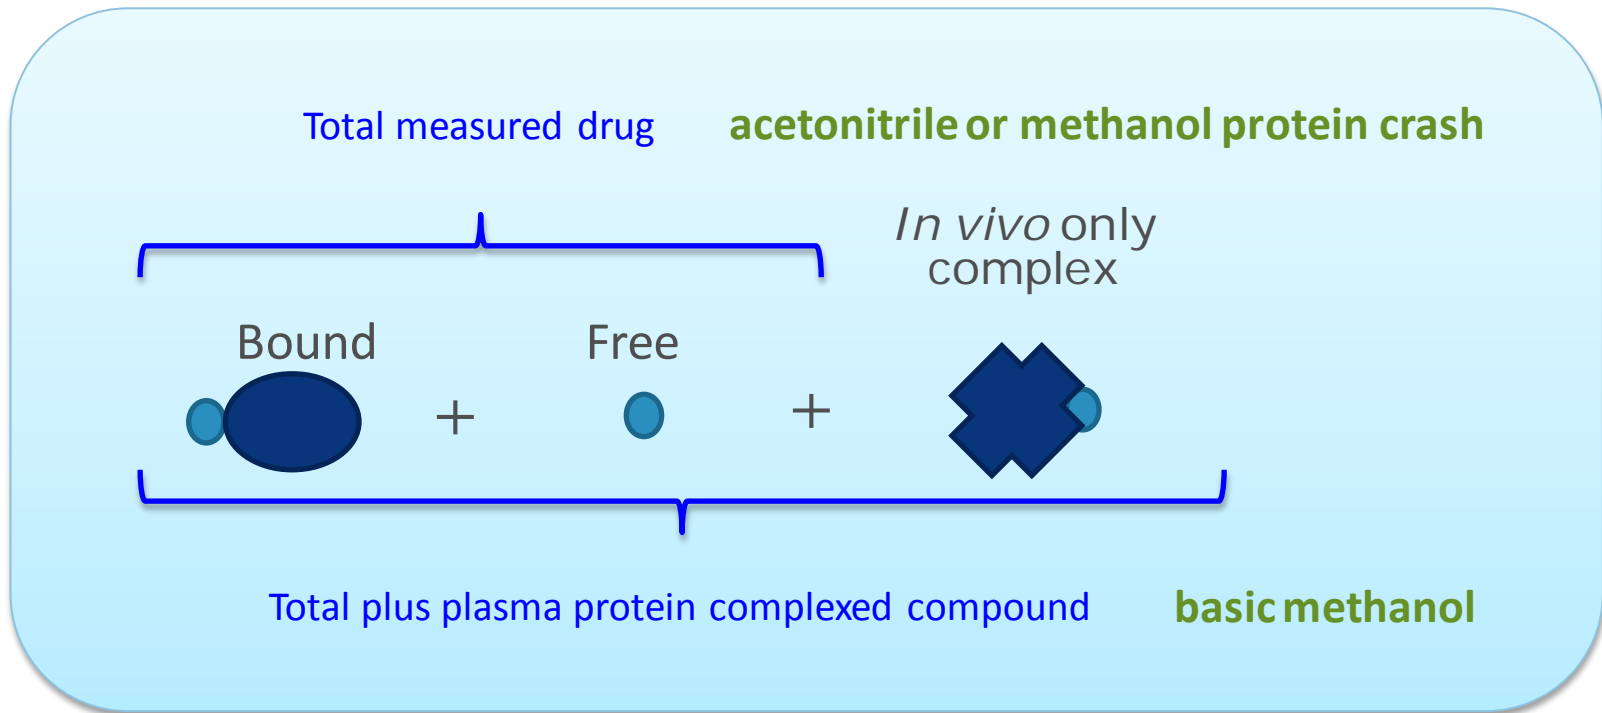 Total measured drug acetonitrile or methanol protein crash
In vivo only
complex
Bound
Free
+
+
Total plus plasma protein complexed compound basic methanol